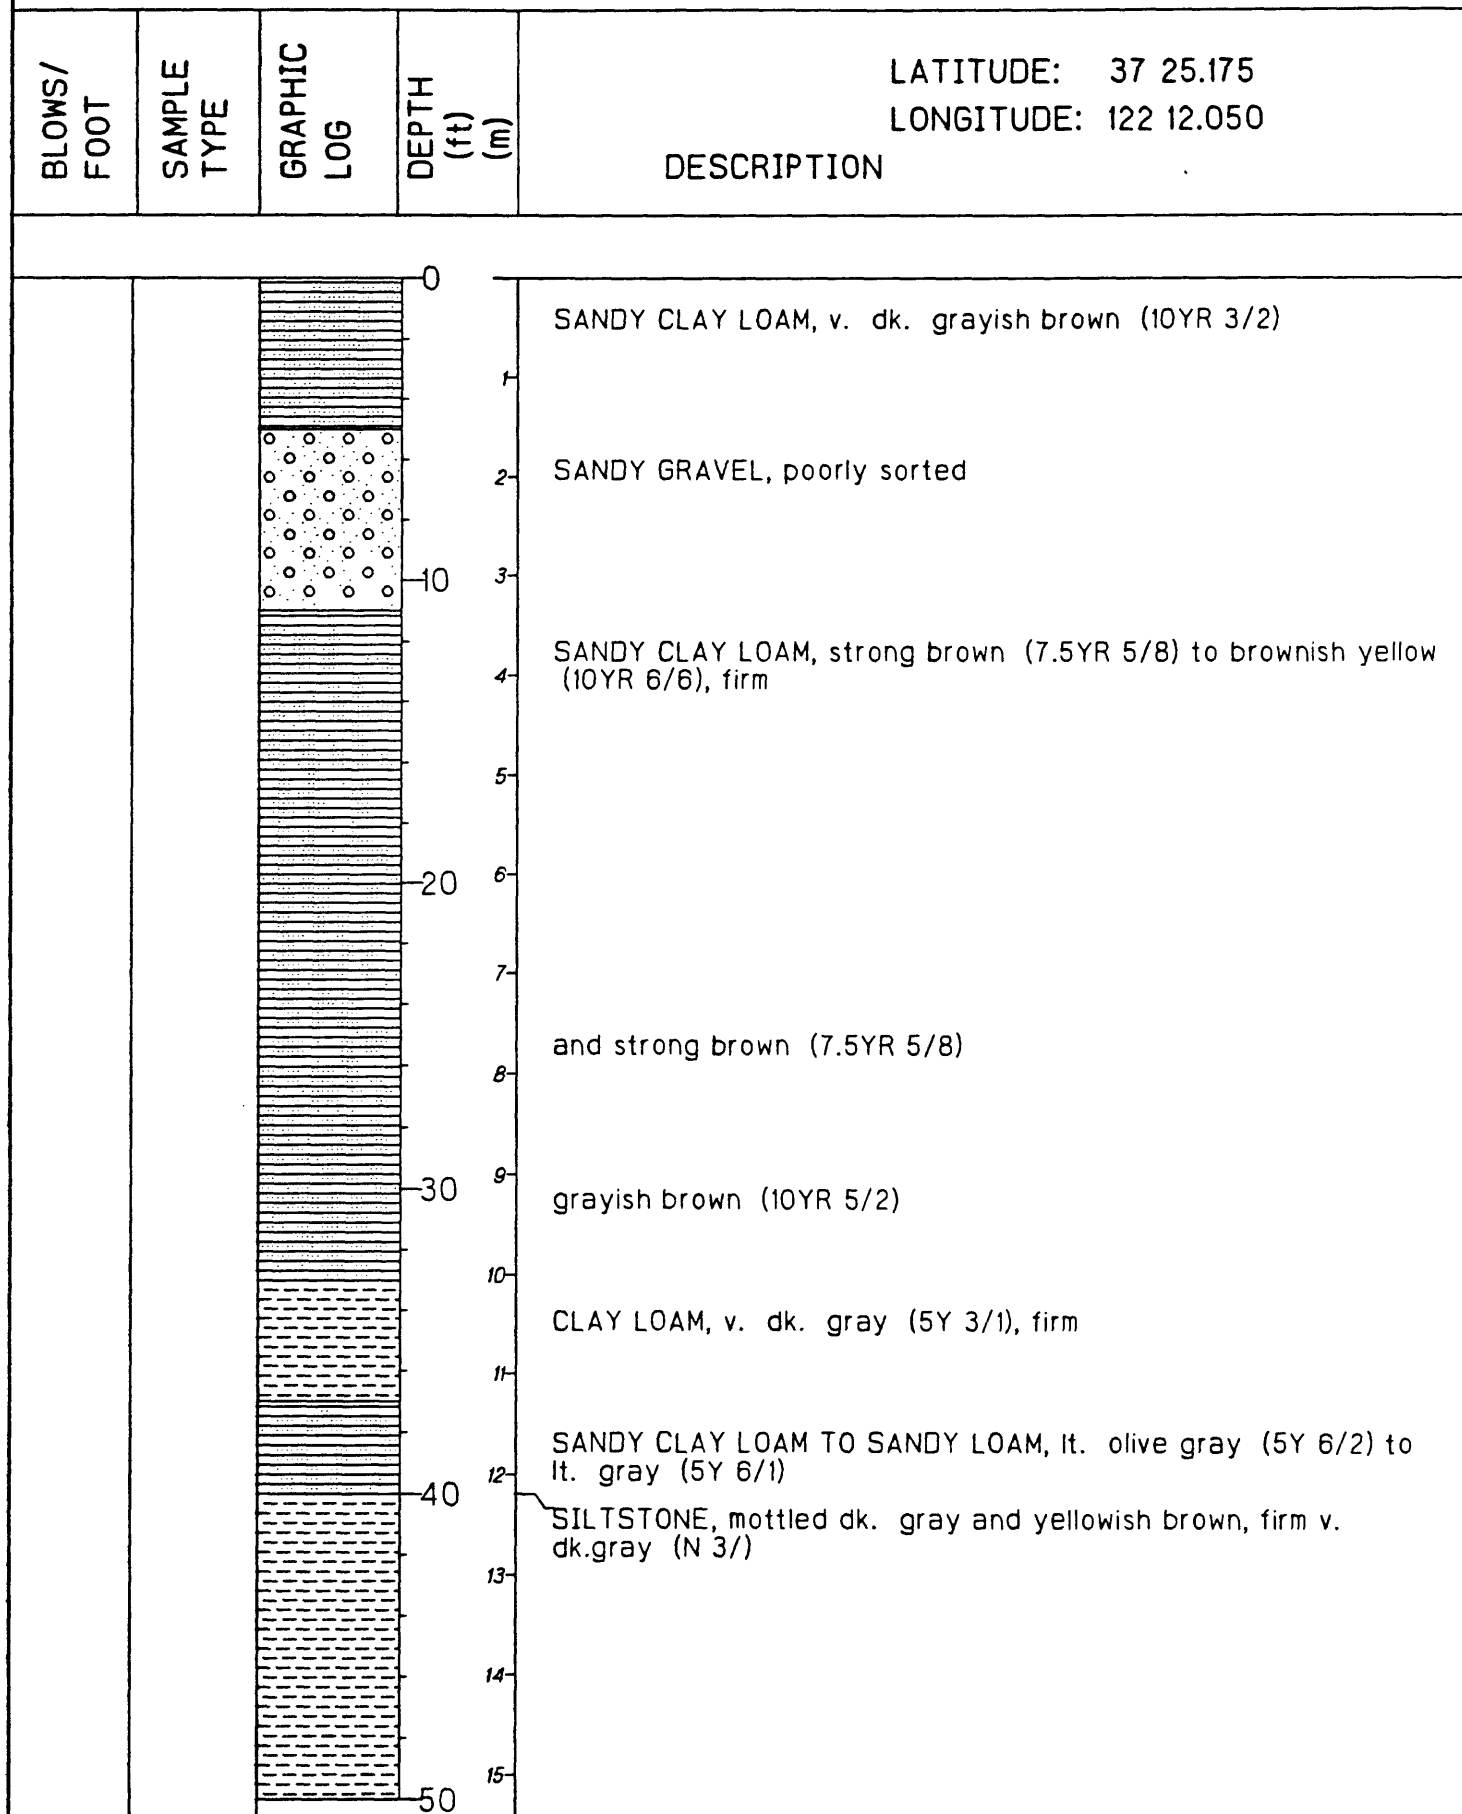 BLOWS/
FOOT
SAMPLE
TYPE
GRAPHIC
LOG
DEPTH
(ft)
(m)
LATITUDE: 37 25.175
LONGITUDE: 122 12.050
DESCRIPTION
0
SANDY CLAY LOAM, v. dk. grayish brown (10YR 3/2)
1
2
SANDY GRAVEL, poorly sorted
10
3
SANDY CLAY LOAM, strong brown (7.5YR 5/8) to brownish yellow
(10YR 6/6), firm
4
5
20
6
7
and strong brown (7.5YR 5/8)
8
9
30
grayish brown (10YR 5/2)
10
CLAY LOAM, v. dk. gray (5Y 3/1), firm
11
SANDY CLAY LOAM TO SANDY LOAM, lt. olive gray (5Y 6/2) to
lt. gray (5Y 6/1)
12
40
SILTSTONE, mottled dk. gray and yellowish brown, firm v.
dk.gray (N 3/)
13
14
15
50